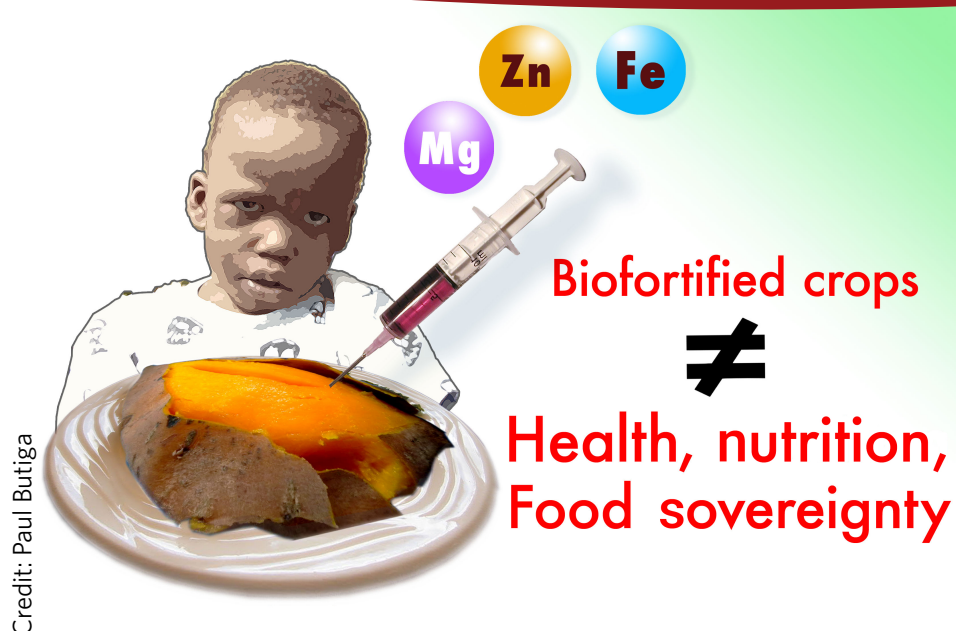 Zn
Fe
Mg
Biofortified crops
≠
Health, nutrition,
Food sovereignty
Credit: Paul Butiga